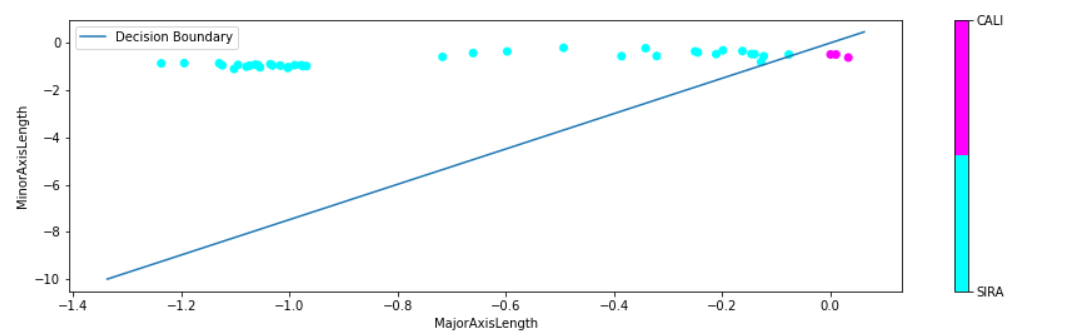 Decision Boundary
CALI
SIRA
0
−2
−4
−6
−8
−10
MinorAxisLength
−1.4
−1.2
−1.0
−0.8
−0.6
−0.4
−0.2
0.0
MajorAxisLength